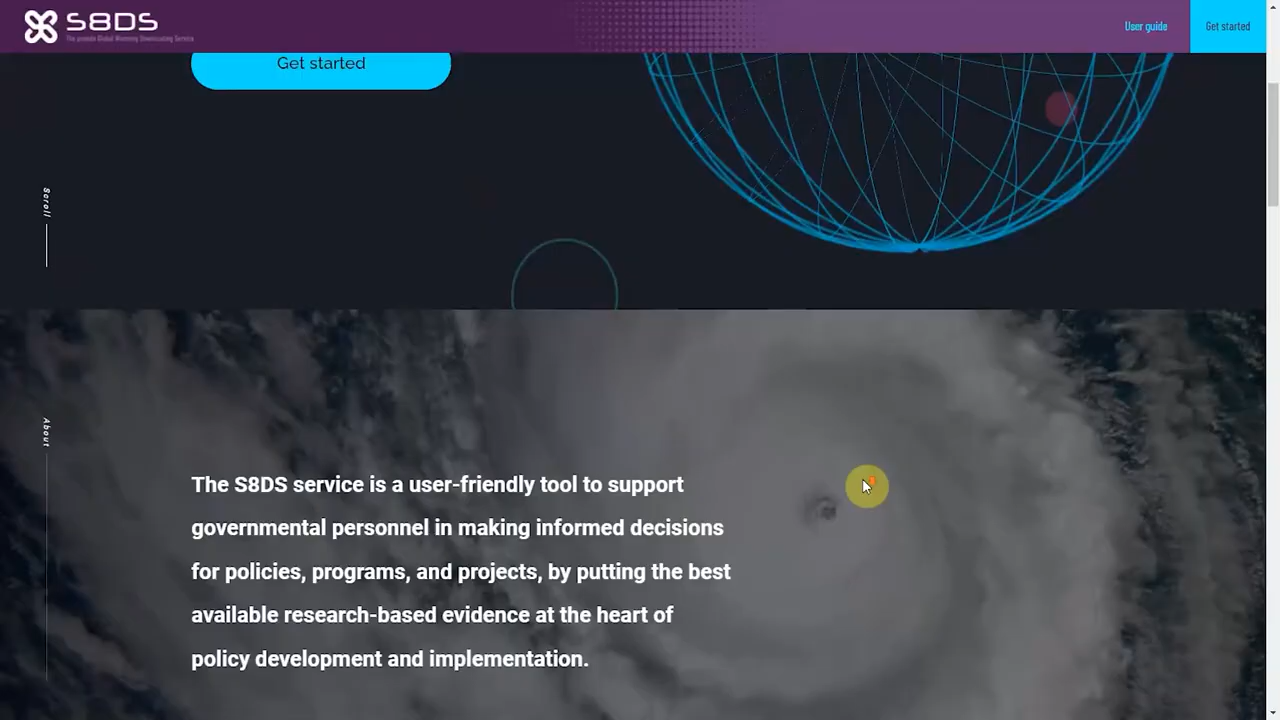 S8DS
User guide
Get started
Get started
Scroll
About
The S8DS service is a user-friendly tool to support
governmental personnel in making informed decisions
for policies, programs, and projects, by putting the best
available research-based evidence at the heart of
policy development and implementation.